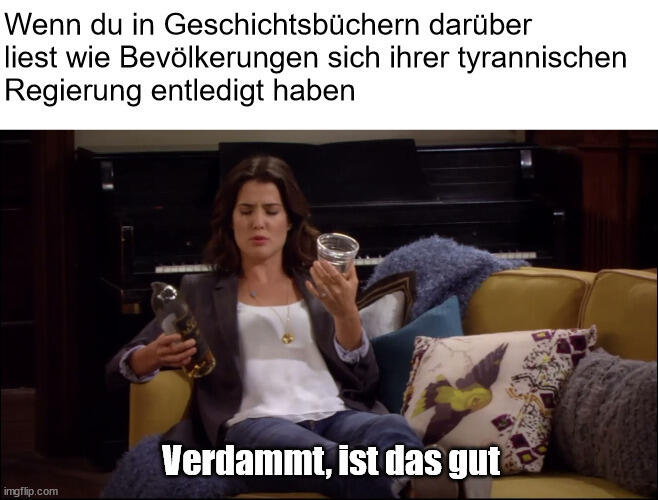 Wenn du in Geschichtsbüchern darüber
liest wie Bevölkerungen sich ihrer tyrannischen
Regierung entledigt haben
Verdammt, ist das gut
imgflip.com